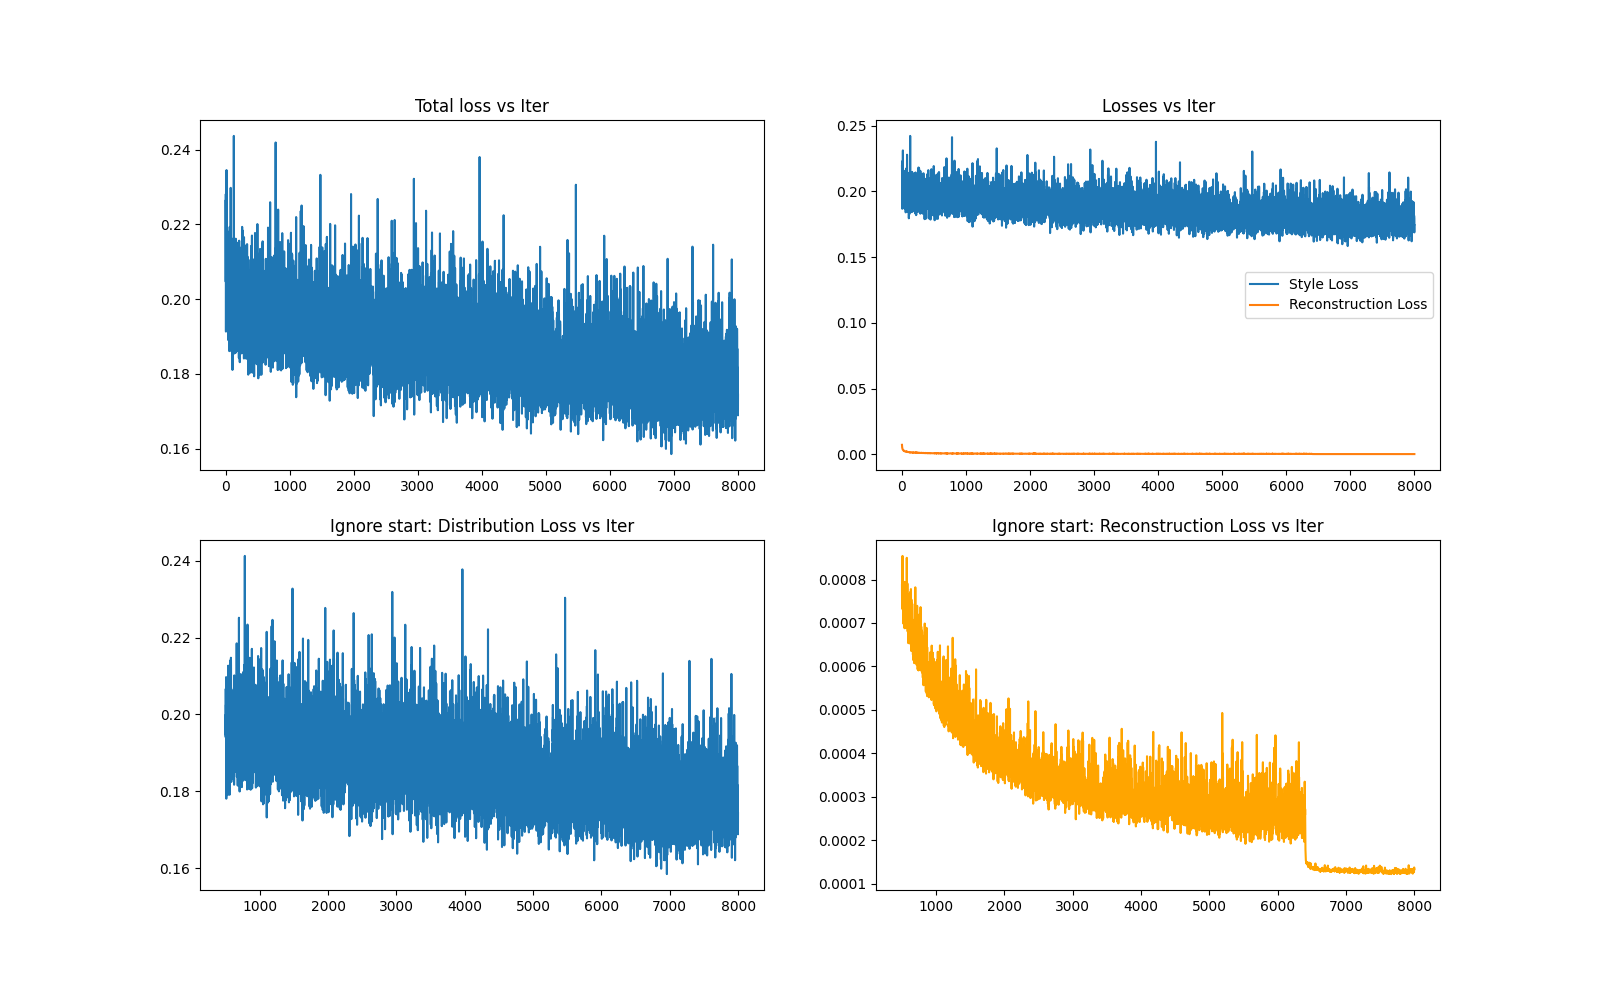 Total loss vs Iter
0.24
0.22
0.20
0.18
0.16
0 1000 2000 3000 4000 5000 6000 7000 8000
Losses vs Iter
0.25
0.20
0.15
0.10
0.05
0.00
Style Loss
Reconstruction Loss
0 1000 2000 3000 4000 5000 6000 7000 8000
Ignore start: Distribution Loss vs Iter
0.24
0.22
0.20
0.18
0.16
1000 2000 3000 4000 5000 6000 7000 8000
Ignore start: Reconstruction Loss vs Iter
0.0008
0.0007
0.0006
0.0005
0.0004
0.0003
0.0002
0.0001
1000 2000 3000 4000 5000 6000 7000 8000